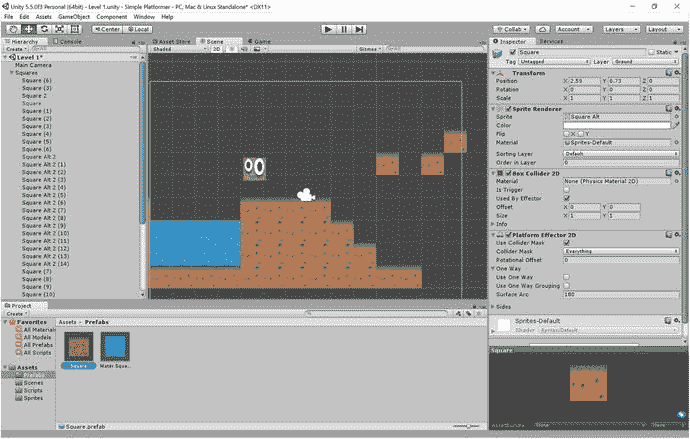 Unity 5.5.0f3 Personal (64bit) - Level 1.unity - Simple Platformer - PC, Mac & Linux Standalone* <DX11>
File Edit Assets GameObject Component Window Help
Center Local Collab Account Layers Layout
Hierarchy Console Asset Store Scene Game Inspector Services
Create All Shaded 2D Gizmos All Square Static
Level 1* Tag Untagged Layer Ground
Main Camera
Squares
Square (6)
Square (3)
Square 2
Square
Square (1)
Square (2)
Square (3)
Square (4)
Square (5)
Square (6)
Square Alt 2
Square Alt 2 (1)
Square Alt 2 (2)
Square Alt 2 (3)
Square Alt 2 (4)
Square Alt 2 (5)
Square Alt 2 (6)
Square Alt 2 (7)
Square Alt 2 (8)
Square Alt 2 (9)
Square Alt 2 (10)
Square Alt 2 (11)
Square Alt 2 (12)
Square Alt 2 (13)
Square Alt 2 (14)
Square (7)
Square (8)
Square (9)
Square (10)
Transform
Position X 2.59 Y 0.73 Z 0
Rotation X 0 Y 0 Z 0
Scale X 1 Y 1 Z 1
Sprite Renderer
Sprite Square Alt
Color
Flip X Y
Material Sprites-Default
Sorting Layer Default
Order in Layer 0
Box Collider 2D
Material None (Physics Material 2D)
Is Trigger
Used By Effector
Offset X 0 Y 0
Size X 1 Y 1
Info
Platform Effector 2D
Use Collider Mask
Collider Mask Everything
Rotational Offset 0
One Way
Use One Way
Use One Way Grouping
Surface Arc 180
Sides
Sprites-Default
Shader Sprites/Default
Square
Project
Create
Favorites
All Materials
All Models
All Prefabs
All Scripts
Assets
Scenes
Scripts
Sprites
Assets Prefabs
Square Water Squa...
Square.prefab
AssetBundle None None